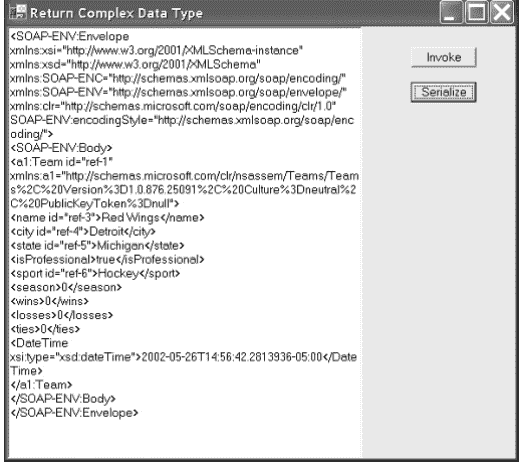 Return Complex Data Type
<SOAP-ENV:Envelope
xmlns:xsi="http://www.w3.org/2001/XMLSchema-instance"
xmlns:xsd="http://www.w3.org/2001/XMLSchema"
xmlns:SOAP-ENC="http://schemas.xmlsoap.org/soap/encoding/"
xmlns:SOAP-ENV="http://schemas.xmlsoap.org/soap/envelope/"
xmlns:clr="http://schemas.microsoft.com/soap/encoding/clr/1.0"
SOAP-ENV:encodingStyle="http://schemas.xmlsoap.org/soap/enc
oding/">
<SOAP-ENV:Body>
<a1:Team id="ref-1"
xmlns:a1="http://schemas.microsoft.com/clr/nsassem/Teams/Team
s%2C%20Version%3D1.0.876.25091%2C%20Culture%3Dneutral%2
C%20PublicKeyToken%3Dnull">
<name id="ref-3">Red Wings</name>
<city id="ref-4">Detroit</city>
<state id="ref-5">Michigan</state>
<isProfessional>true</isProfessional>
<sport id="ref-6">Hockey</sport>
<season>0</season>
<wins>0</wins>
<losses>0</losses>
<ties>0</ties>
<DateTime
xsi:type="xsd:dateTime">2002-05-26T14:56:42.2813936-05:00</Date
Time>
</a1:Team>
</SOAP-ENV:Body>
</SOAP-ENV:Envelope>
Invoke
Serialize